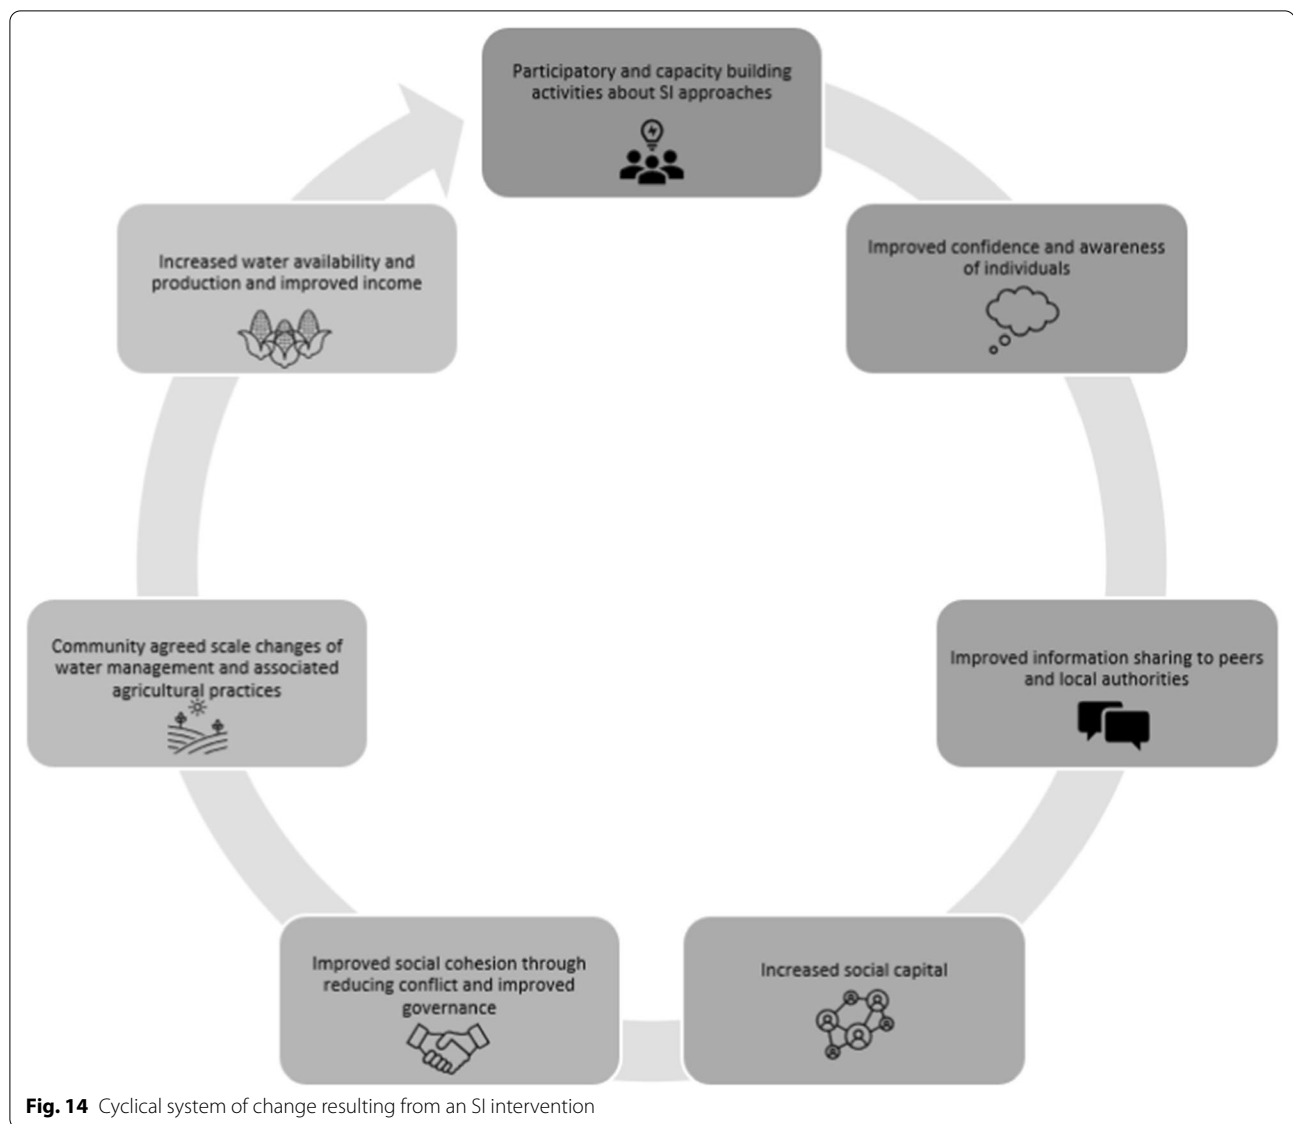 Participatory and capacity building
activities about SI approaches
Improved confidence and awareness
of individuals
Improved information sharing to peers
and local authorities
Increased social capital
Improved social cohesion through
reducing conflict and improved
governance
Community agreed scale changes of
water management and associated
agricultural practices
Increased water availability and
production and improved income
Fig. 14 Cyclical system of change resulting from an SI intervention